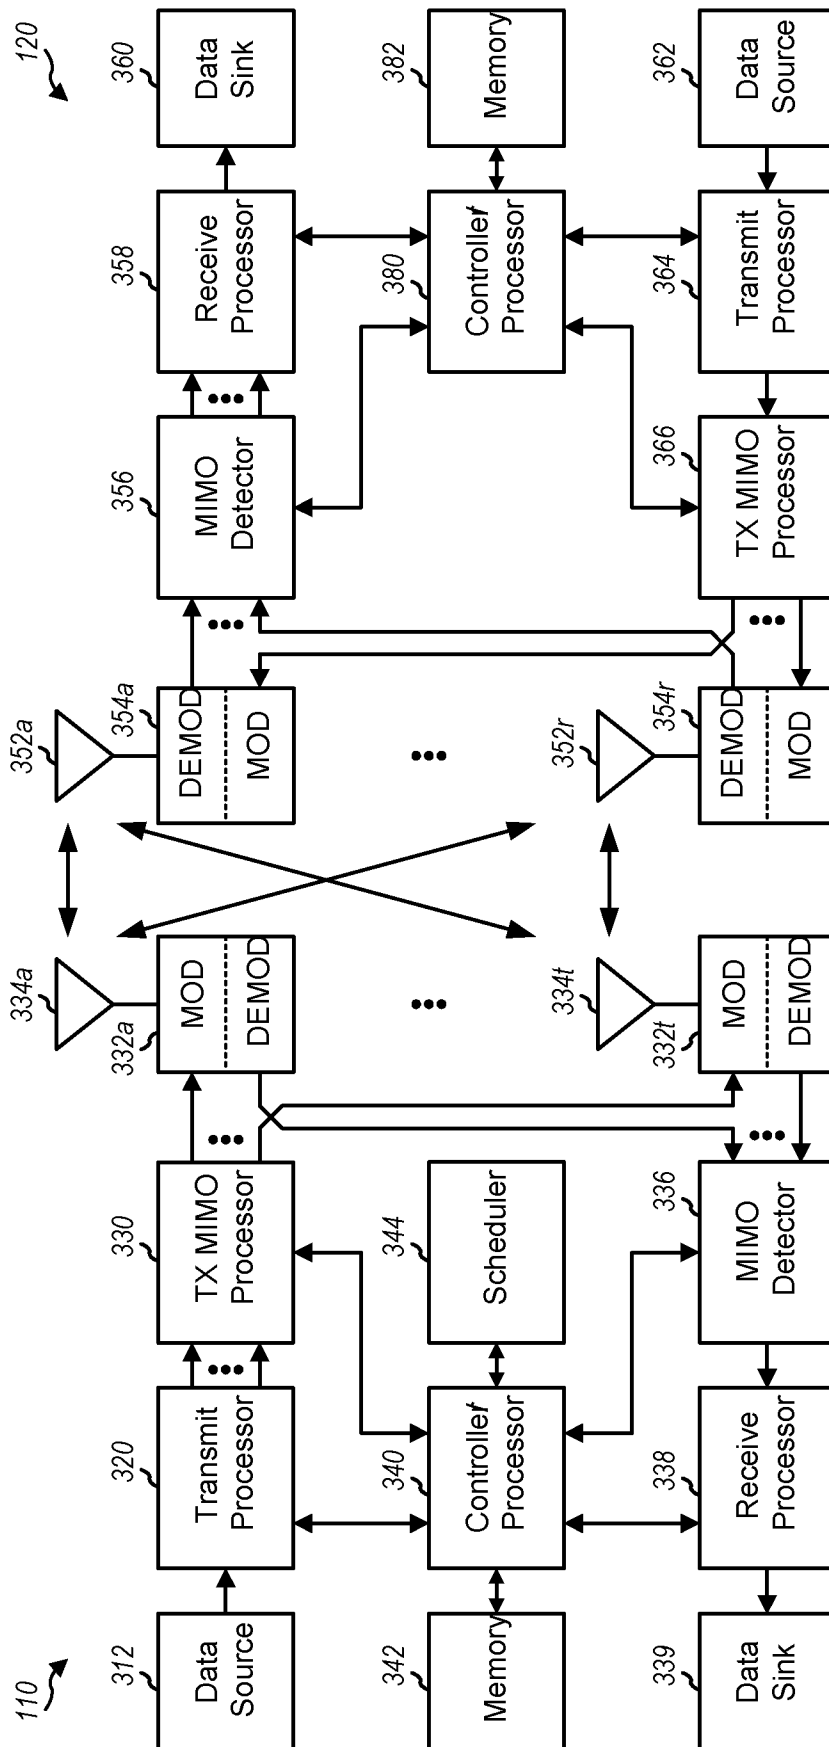 110
120
312
Data
Source
320
Transmit
Processor
330
TX MIMO
Processor
332a
MOD
DEMOD
334a
352a
354a
DEMOD
MOD
356
MIMO
Detector
358
Receive
Processor
360
Data
Sink
342
Memory
340
Controller/
Processor
344
Scheduler
380
Controller/
Processor
382
Memory
339
Data
Sink
338
Receive
Processor
336
MIMO
Detector
332t
MOD
DEMOD
334t
352r
354r
DEMOD
MOD
366
TX MIMO
Processor
364
Transmit
Processor
362
Data
Source